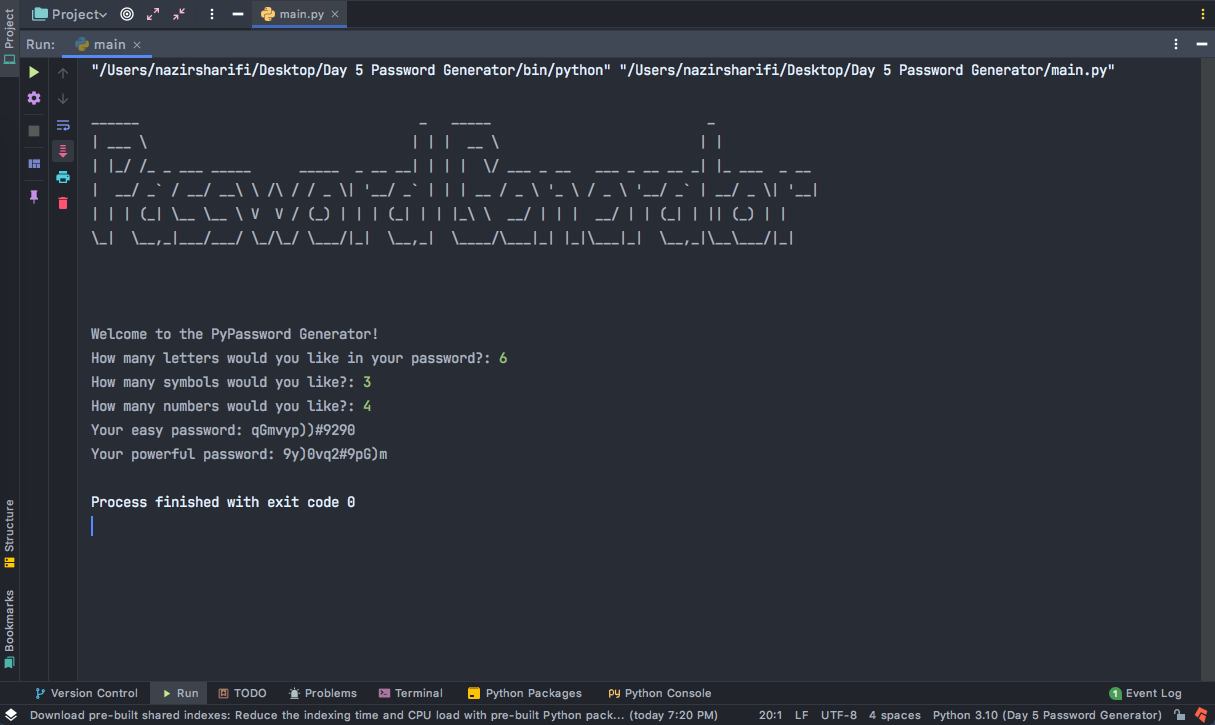 Project
main.py
Run:
main
"/Users/nazirsharifi/Desktop/Day 5 Password Generator/bin/python" "/Users/nazirsharifi/Desktop/Day 5 Password Generator/main.py"
Password Generator
Welcome to the PyPassword Generator!
How many letters would you like in your password?: 6
How many symbols would you like?: 3
How many numbers would you like?: 4
Your easy password: qGmvyp))#9290
Your powerful password: 9y)0vq2#9pG)m
Process finished with exit code 0
Project
Structure
Bookmarks
Version Control
Run
TODO
Problems
Terminal
Python Packages
Python Console
1 Event Log
Download pre-built shared indexes: Reduce the indexing time and CPU load with pre-built Python pack... (today 7:20 PM)
20:1 LF UTF-8 4 spaces Python 3.10 (Day 5 Password Generator)